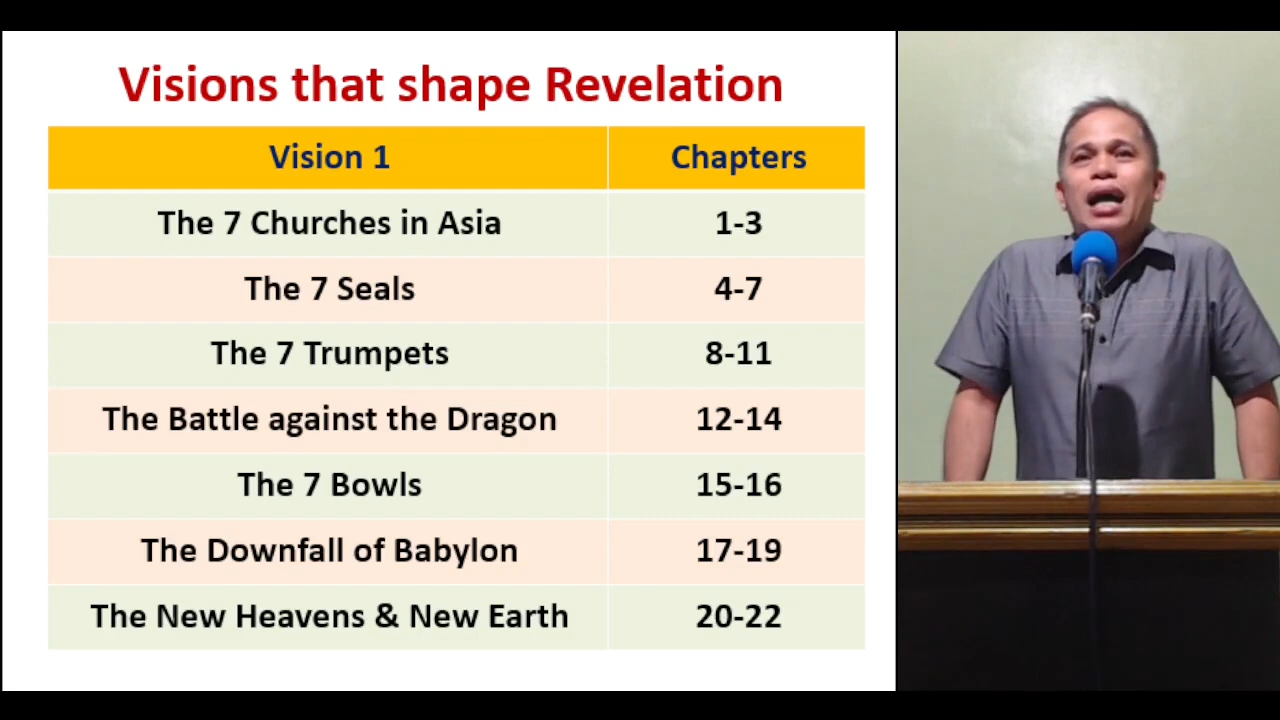 Visions that shape Revelation
Vision 1 Chapters
The 7 Churches in Asia 1-3
The 7 Seals 4-7
The 7 Trumpets 8-11
The Battle against the Dragon 12-14
The 7 Bowls 15-16
The Downfall of Babylon 17-19
The New Heavens & New Earth 20-22